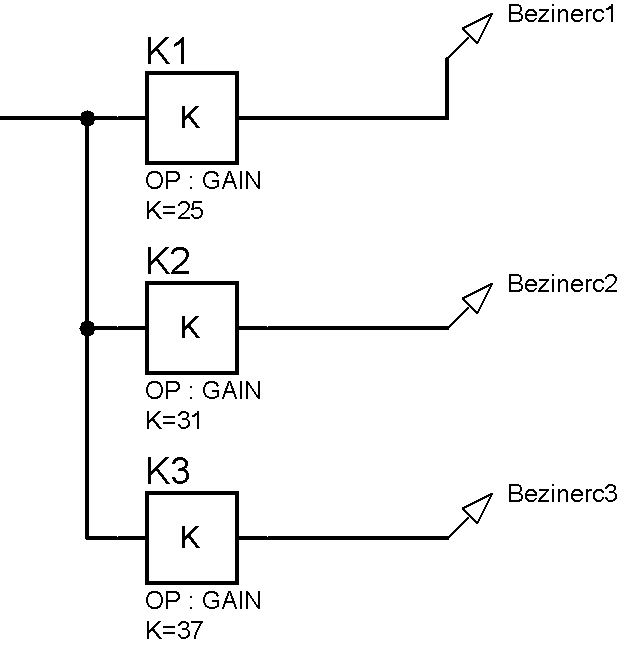 Bezinerc1
K1
K
OP : GAIN
K=25
K2
Bezinerc2
K
OP : GAIN
K=31
K3
Bezinerc3
K
OP : GAIN
K=37